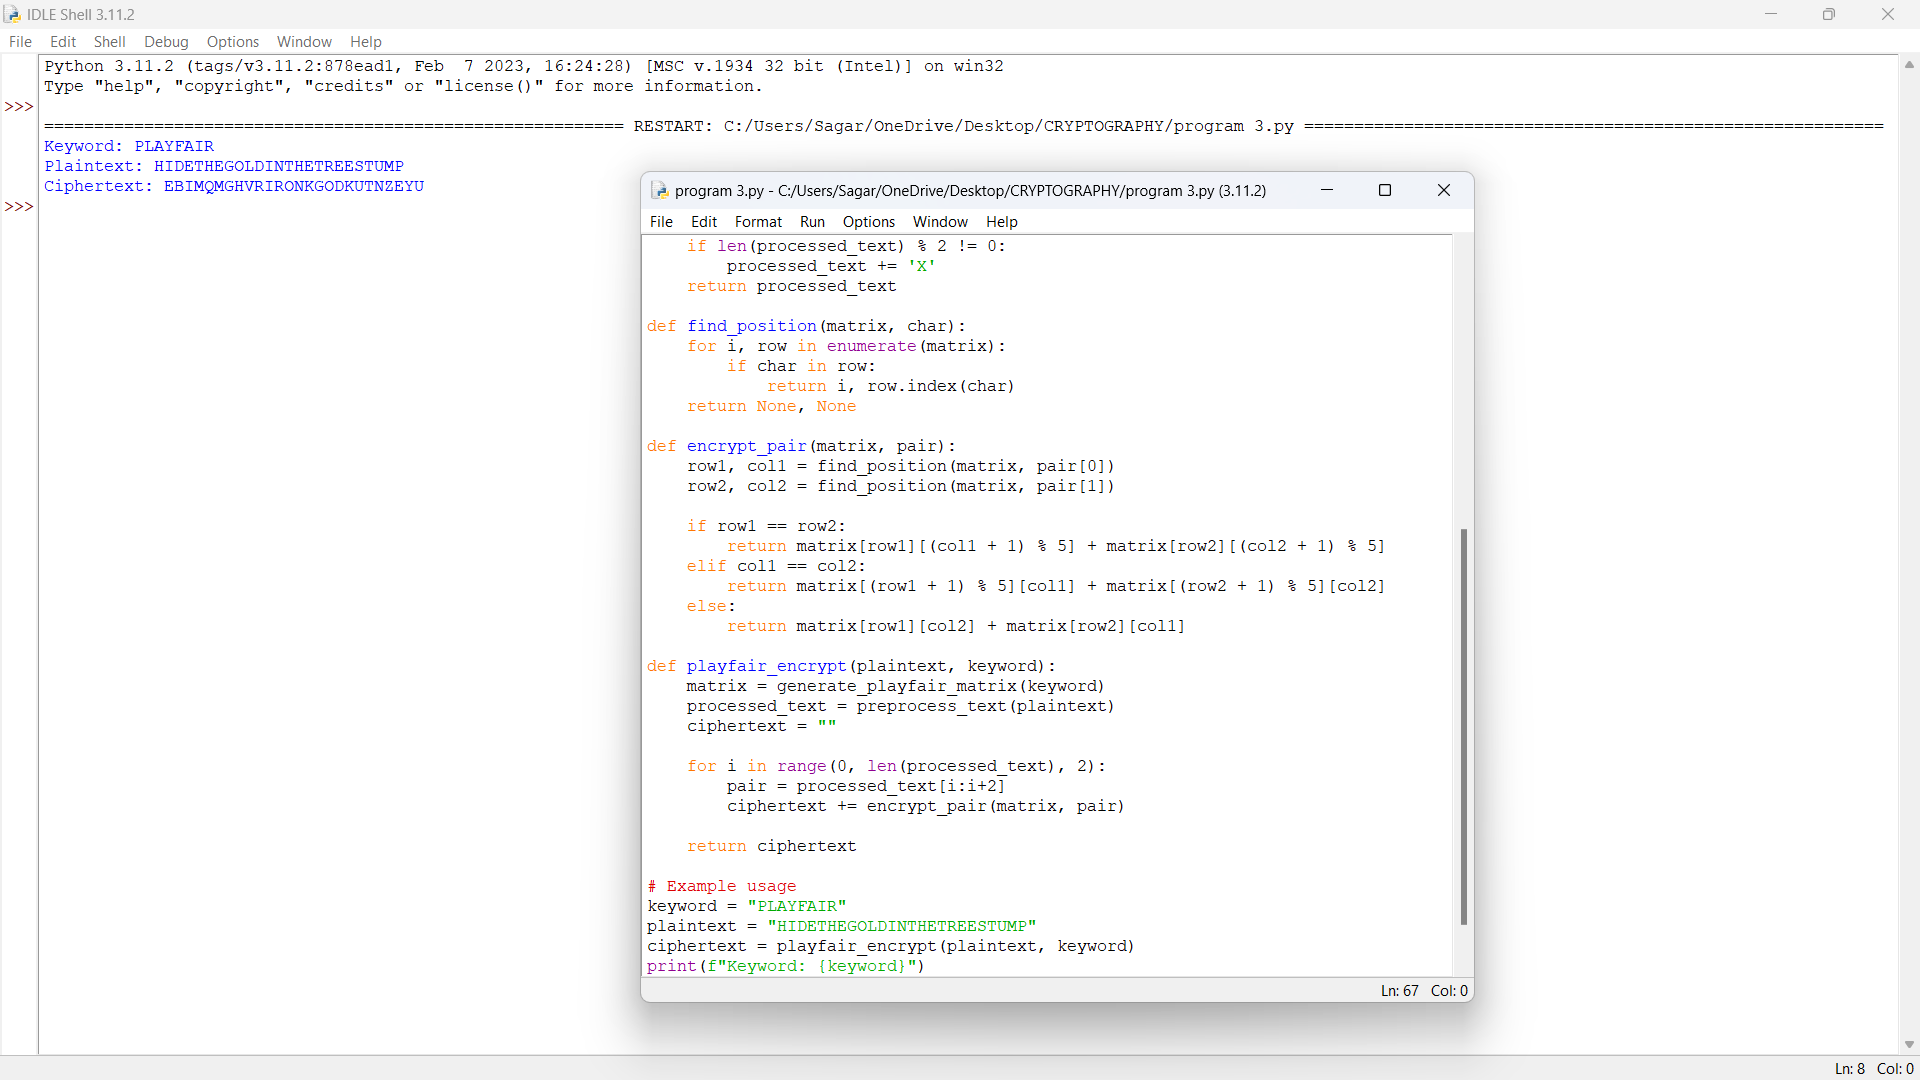 IDLE Shell 3.11.2
File Edit Shell Debug Options Window Help
Python 3.11.2 (tags/v3.11.2:878ead1, Feb  7 2023, 16:24:28) [MSC v.1934 32 bit (Intel)] on win32
Type "help", "copyright", "credits" or "license()" for more information.
>>>
========================================================== RESTART: C:/Users/Sagar/OneDrive/Desktop/CRYPTOGRAPHY/program 3.py ==========================================================
Keyword: PLAYFAIR
Plaintext: HIDETHEGOLDINTHETREESTUMP
Ciphertext: EBIMQMGHVRIRONKGODKUTNZEYU
>>>
program 3.py - C:/Users/Sagar/OneDrive/Desktop/CRYPTOGRAPHY/program 3.py (3.11.2)
File Edit Format Run Options Window Help
    if len(processed_text) % 2 != 0:
        processed_text += 'X'
    return processed_text
def find_position(matrix, char):
    for i, row in enumerate(matrix):
        if char in row:
            return i, row.index(char)
    return None, None
def encrypt_pair(matrix, pair):
    row1, col1 = find_position(matrix, pair[0])
    row2, col2 = find_position(matrix, pair[1])
    if row1 == row2:
        return matrix[row1][(col1 + 1) % 5] + matrix[row2][(col2 + 1) % 5]
    elif col1 == col2:
        return matrix[(row1 + 1) % 5][col1] + matrix[(row2 + 1) % 5][col2]
    else:
        return matrix[row1][col2] + matrix[row2][col1]
def playfair_encrypt(plaintext, keyword):
    matrix = generate_playfair_matrix(keyword)
    processed_text = preprocess_text(plaintext)
    ciphertext = ""
    for i in range(0, len(processed_text), 2):
        pair = processed_text[i:i+2]
        ciphertext += encrypt_pair(matrix, pair)
    return ciphertext
# Example usage
keyword = "PLAYFAIR"
plaintext = "HIDETHEGOLDINTHETREESTUMP"
ciphertext = playfair_encrypt(plaintext, keyword)
print(f"Keyword: {keyword}")
Ln: 67 Col: 0
Ln: 8 Col: 0